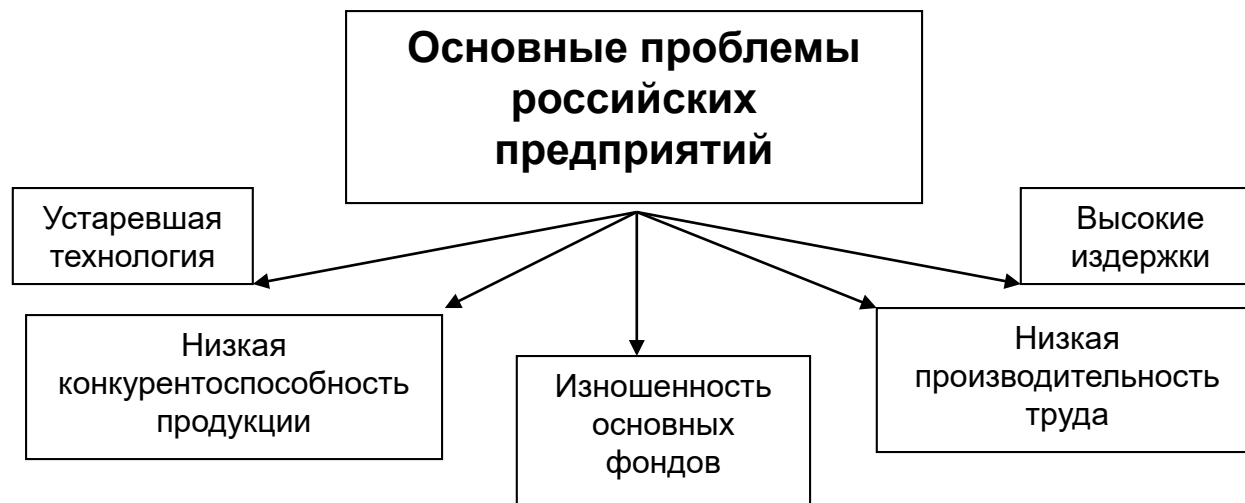 Основные проблемы
российских
предприятий
Устаревшая
технология
Высокие
издержки
Низкая
конкурентоспособность
продукции
Изношенность
основных
фондов
Низкая
производительность
труда